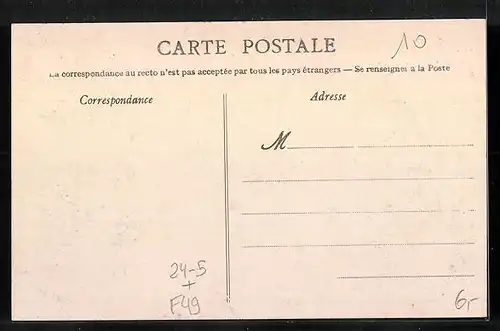 CARTE POSTALE
10
La correspondance au recto n'est pas acceptée par tous les pays étrangers — Se renseigner à la Poste
Correspondance
Adresse
M
24-5
+
F49
6,-